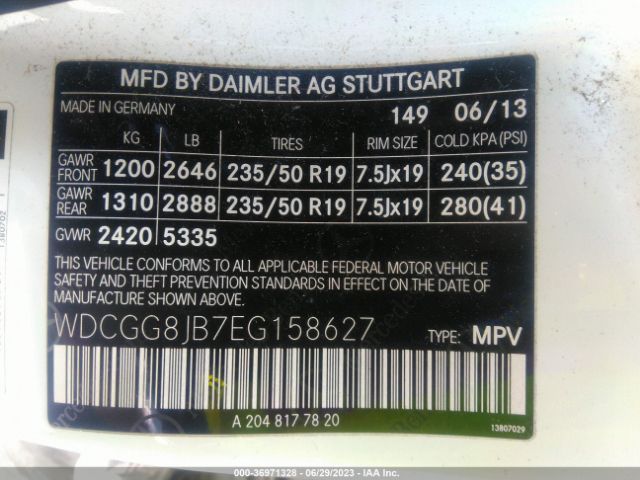 MFD BY DAIMLER AG STUTTGART
MADE IN GERMANY 149 06/13
KG LB TIRES RIM SIZE COLD KPA (PSI)
GAWR FRONT 1200 2646 235/50 R19 7.5Jx19 240(35)
GAWR REAR 1310 2888 235/50 R19 7.5Jx19 280(41)
GVWR 2420 5335
THIS VEHICLE CONFORMS TO ALL APPLICABLE FEDERAL MOTOR VEHICLE
SAFETY AND THEFT PREVENTION STANDARDS IN EFFECT ON THE DATE
OF MANUFACTURE SHOWN ABOVE.
WDCGG8JB7EG158627 TYPE: MPV
A 204 817 78 20
13807029
000-36971328 - 06/29/2023 - IAA Inc.